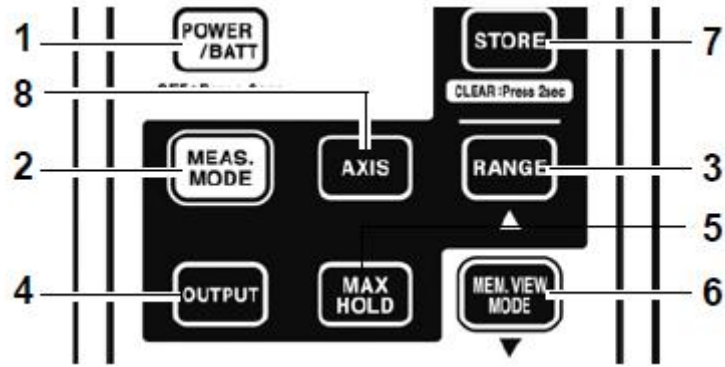 1
POWER
/BATT
STORE
7
8
CLEAR:Press 2sec
2
MEAS.
MODE
AXIS
RANGE
3
5
4
OUTPUT
MAX
HOLD
MEM. VIEW
MODE
6